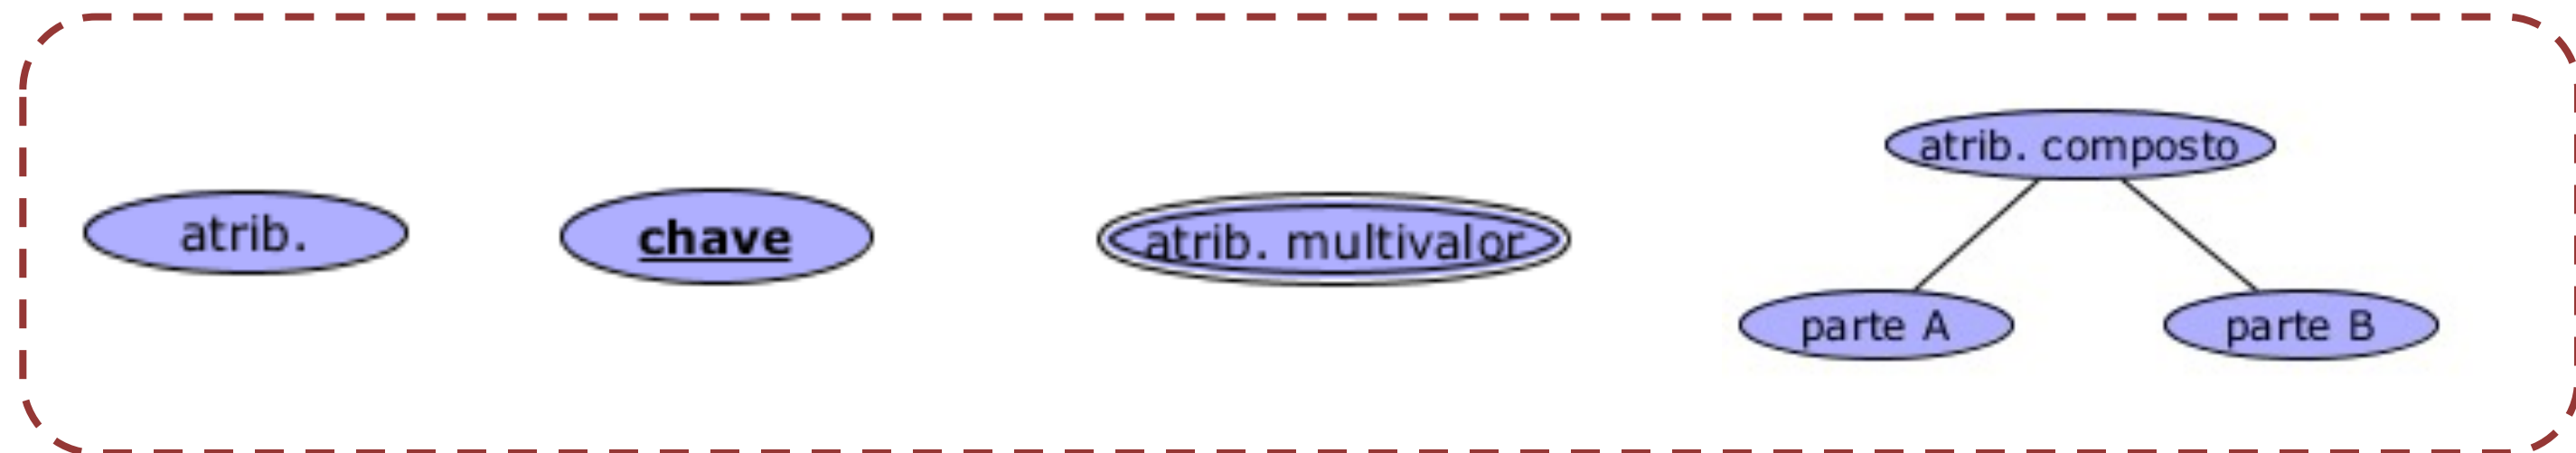 atrib.
chave
atrib. multivalor
atrib. composto
parte A
parte B